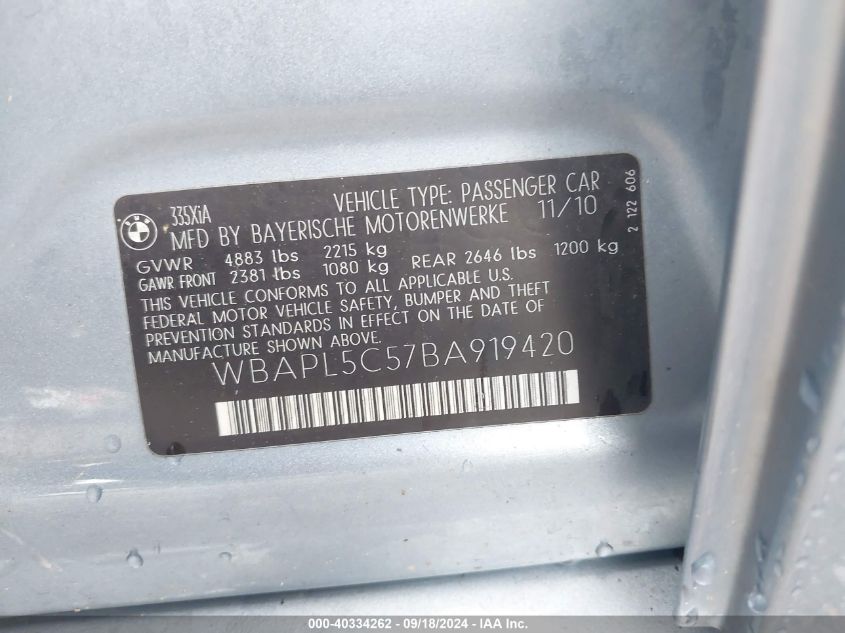 BMW
335XiA
VEHICLE TYPE: PASSENGER CAR
MFD BY BAYERISCHE MOTORENWERKE 11/10
GVWR 4883 lbs 2215 kg
GAWR FRONT 2381 lbs 1080 kg REAR 2646 lbs 1200 kg
THIS VEHICLE CONFORMS TO ALL APPLICABLE U.S.
FEDERAL MOTOR VEHICLE SAFETY, BUMPER AND THEFT
PREVENTION STANDARDS IN EFFECT ON THE DATE OF
MANUFACTURE SHOWN ABOVE.
WBAPL5C57BA919420
2 122 606
000-40334262 - 09/18/2024 - IAA Inc.